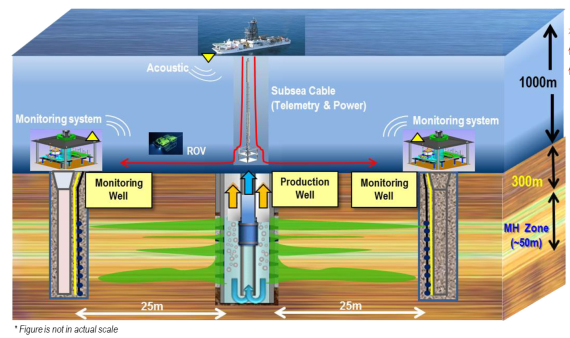 Acoustic
1000m
Subsea Cable
(Telemetry & Power)
Monitoring system
Monitoring system
ROV
Monitoring
Well
Production
Well
Monitoring
Well
300m
MH Zone
(~50m)
25m
25m
* Figure is not in actual scale